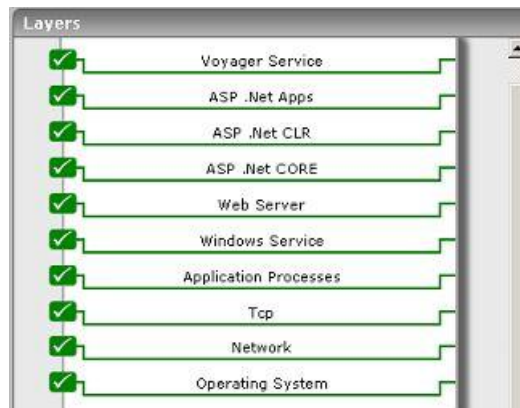 Layers
Voyager Service
ASP .Net Apps
ASP .Net CLR
ASP .Net CORE
Web Server
Windows Service
Application Processes
Tcp
Network
Operating System